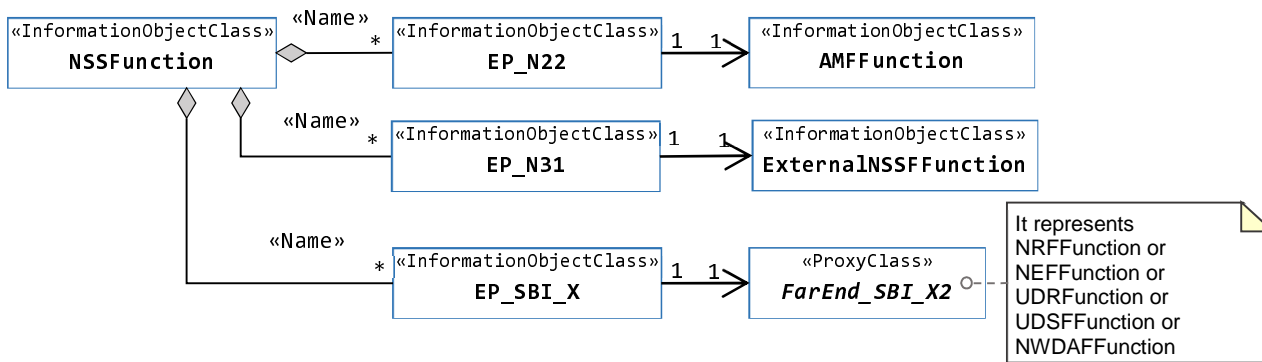 «InformationObjectClass»
NSSFunction
«Name»
*
«InformationObjectClass»
EP_N22
1
1
«InformationObjectClass»
AMFFunction
«Name»
*
«InformationObjectClass»
EP_N31
1
1
«InformationObjectClass»
ExternalNSSFFunction
«Name»
*
«InformationObjectClass»
EP_SBI_X
1
1
«ProxyClass»
FarEnd_SBI_X2
It represents
NRFFunction or
NEFFunction or
UDRFunction or
UDSFFunction or
NWDAFFunction